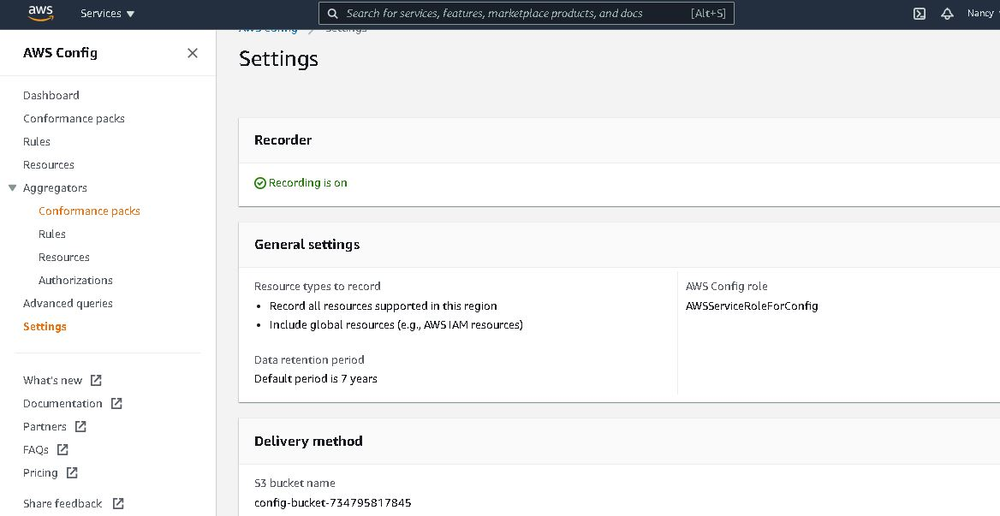 aws
Services
Search for services, features, marketplace products, and docs
[Alt+S]
Nancy
AWS Config
AWS Config
Settings
Dashboard
Conformance packs
Rules
Resources
Aggregators
Conformance packs
Rules
Resources
Authorizations
Advanced queries
Settings
What's new
Documentation
Partners
FAQs
Pricing
Share feedback
Settings
Recorder
Recording is on
General settings
Resource types to record
Record all resources supported in this region
Include global resources (e.g., AWS IAM resources)
Data retention period
Default period is 7 years
AWS Config role
AWSServiceRoleForConfig
Delivery method
S3 bucket name
config-bucket-734795817845